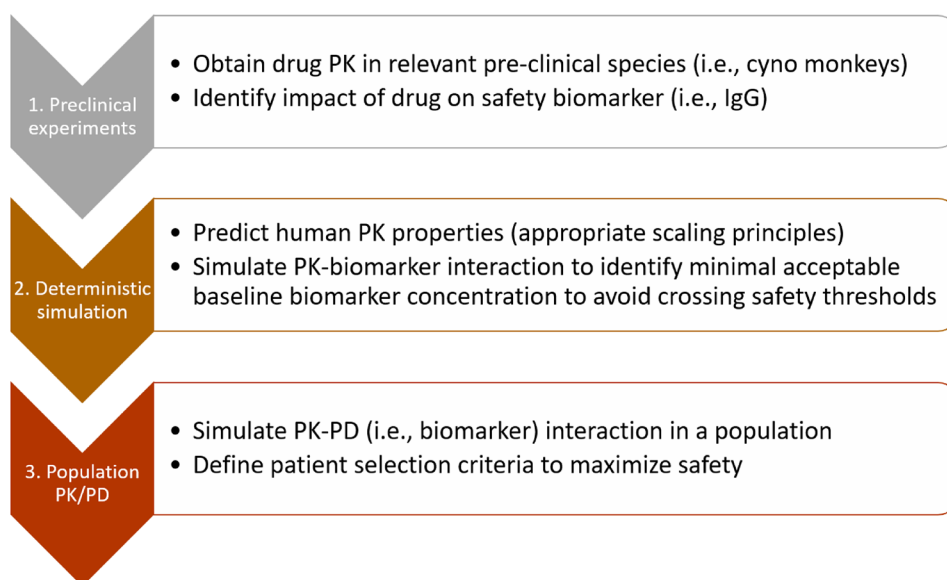 1. Preclinical
experiments
• Obtain drug PK in relevant pre-clinical species (i.e., cyno monkeys)
• Identify impact of drug on safety biomarker (i.e., IgG)
2. Deterministic
simulation
• Predict human PK properties (appropriate scaling principles)
• Simulate PK-biomarker interaction to identify minimal acceptable
baseline biomarker concentration to avoid crossing safety thresholds
3. Population
PK/PD
• Simulate PK-PD (i.e., biomarker) interaction in a population
• Define patient selection criteria to maximize safety